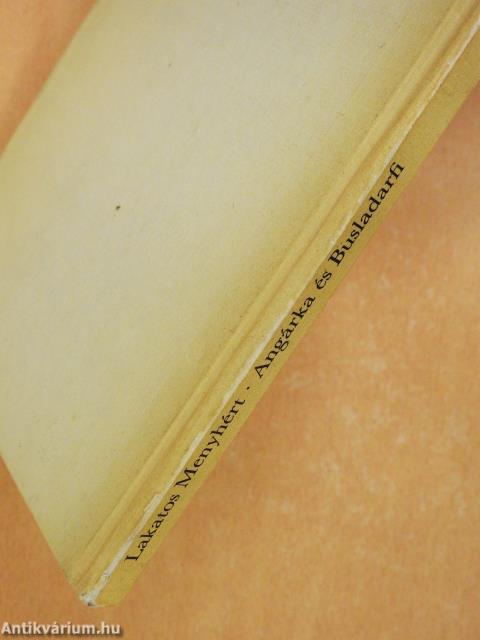 Lakatos Menyhért · Angárka és Busladarfi
Antikvárium.hu